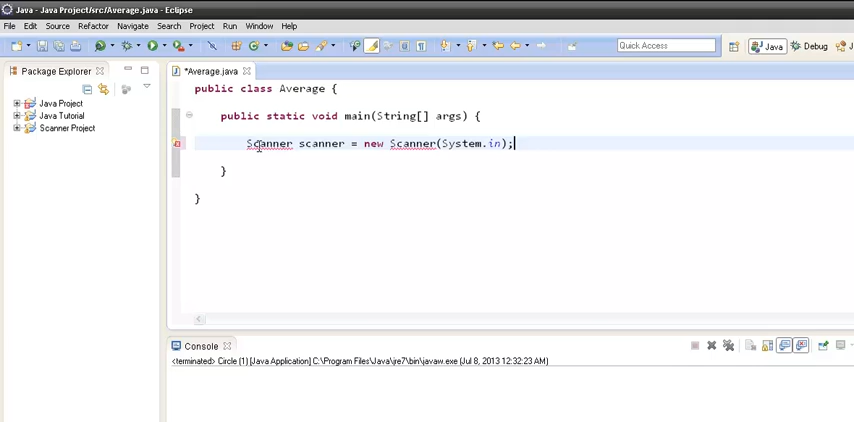 Java - Java Project/src/Average.java - Eclipse
File Edit Source Refactor Navigate Search Project Run Window Help
Quick Access
Java
Debug
J
Package Explorer
*Average.java
Java Project
Java Tutorial
Scanner Project
public class Average {
public static void main(String[] args) {
Scanner scanner = new Scanner(System.in);
}
}
Console
<terminated> Circle (1) [Java Application] C:\Program Files\Java\jre7\bin\javaw.exe (Jul 8, 2013 12:32:23 AM)